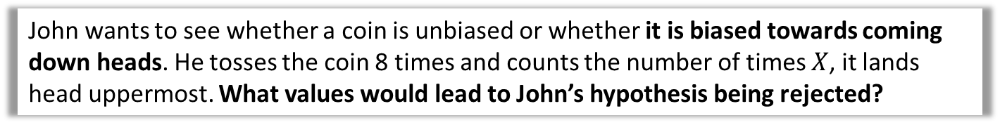 John wants to see whether a coin is unbiased or whether it is biased towards coming
down heads. He tosses the coin 8 times and counts the number of times X, it lands
head uppermost. What values would lead to John's hypothesis being rejected?